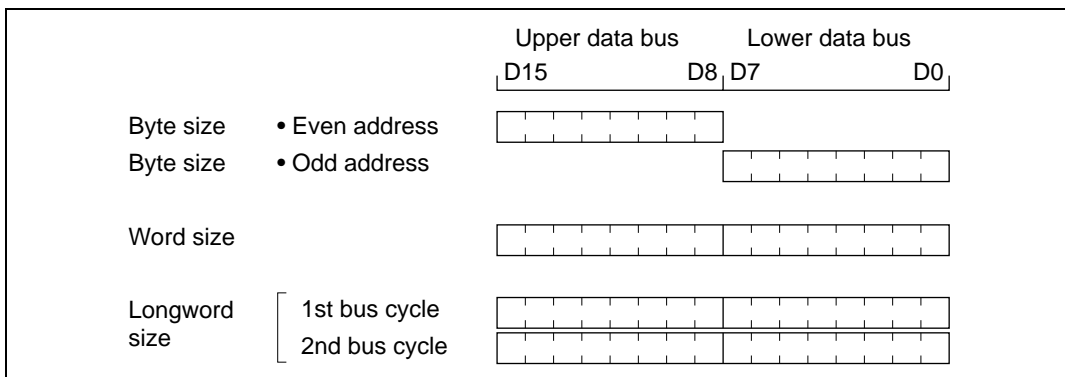 Upper data bus Lower data bus
D15 D8 D7 D0
Byte size • Even address
Byte size • Odd address
Word size
Longword size 1st bus cycle
2nd bus cycle